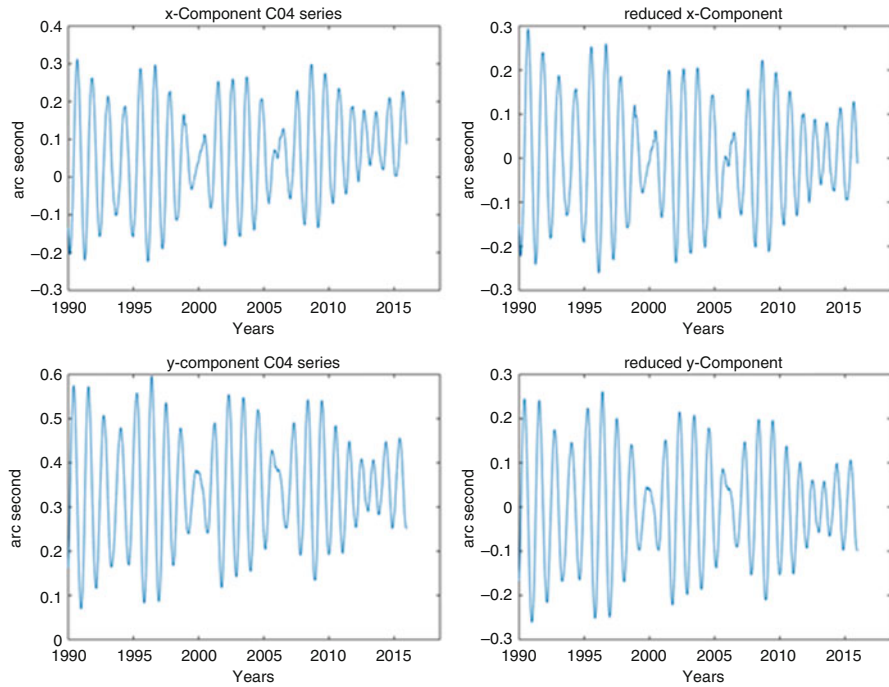 x-Component C04 series
0.4
0.3
0.2
0.1
0
−0.1
−0.2
−0.3
arc second
1990 1995 2000 2005 2010 2015
Years
reduced x-Component
0.3
0.2
0.1
0
−0.1
−0.2
−0.3
arc second
1990 1995 2000 2005 2010 2015
Years
y-component C04 series
0.6
0.5
0.4
0.3
0.2
0.1
0
arc second
1990 1995 2000 2005 2010 2015
Years
reduced y-Component
0.3
0.2
0.1
0
−0.1
−0.2
−0.3
arc second
1990 1995 2000 2005 2010 2015
Years